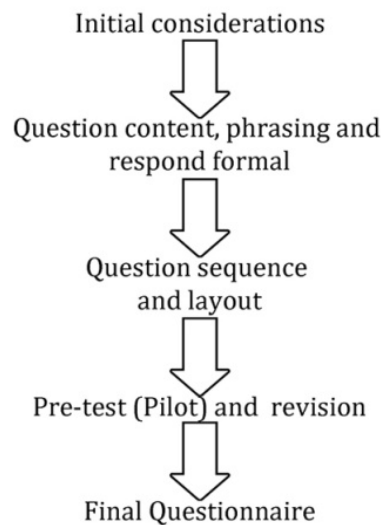 Initial considerations
Question content, phrasing and
respond formal
Question sequence
and layout
Pre-test (Pilot) and revision
Final Questionnaire